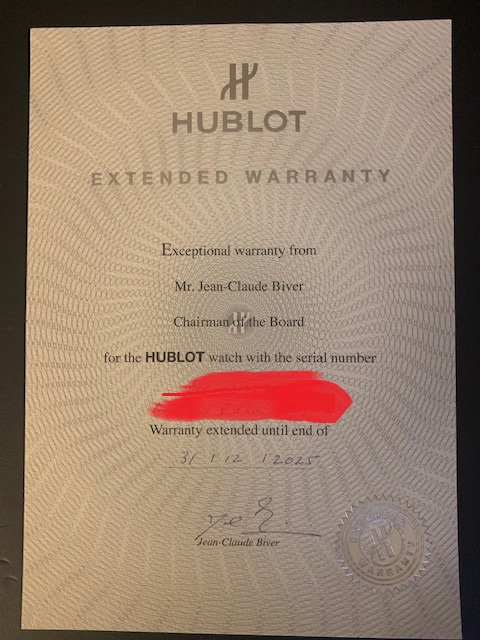 HUBLOT
EXTENDED WARRANTY
Exceptional warranty from
Mr. Jean-Claude Biver
Chairman of the Board
for the HUBLOT watch with the serial number
Warranty extended until end of
31 12 2025
Jean-Claude Biver
WARRANTY